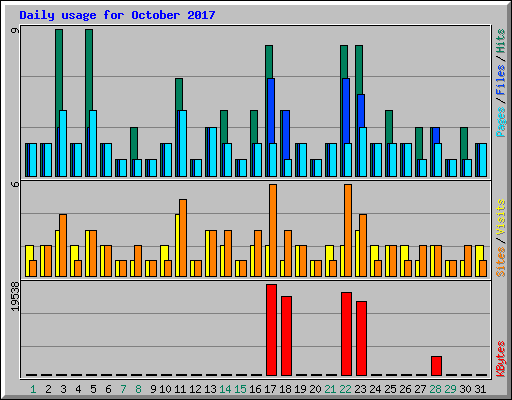 Daily usage for October 2017
9
Pages/Files/Hits
6
Sites/Visits
19538
KBytes
1 2 3 4 5 6 7 8 9 10 11 12 13 14 15 16 17 18 19 20 21 22 23 24 25 26 27 28 29 30 31